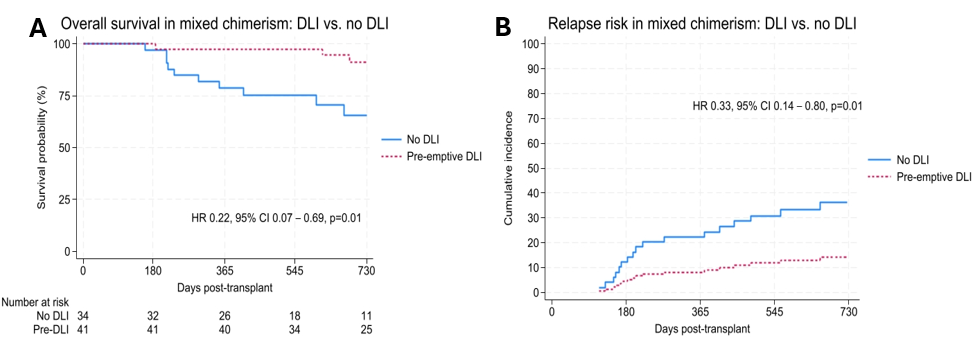 A
Overall survival in mixed chimerism: DLI vs. no DLI
Survival probability (%)
100
75
50
25
0
HR 0.22, 95% CI 0.07 – 0.69, p=0.01
0 180 365 545 730
Days post-transplant
No DLI
Pre-emptive DLI
Number at risk
No DLI 34 32 26 18 11
Pre-DLI 41 41 40 34 25
B
Relapse risk in mixed chimerism: DLI vs. no DLI
Cumulative incidence
100
90
80
70
60
50
40
30
20
10
0
HR 0.33, 95% CI 0.14 – 0.80, p=0.01
0 180 365 545 730
Days post-transplant
No DLI
Pre-emptive DLI